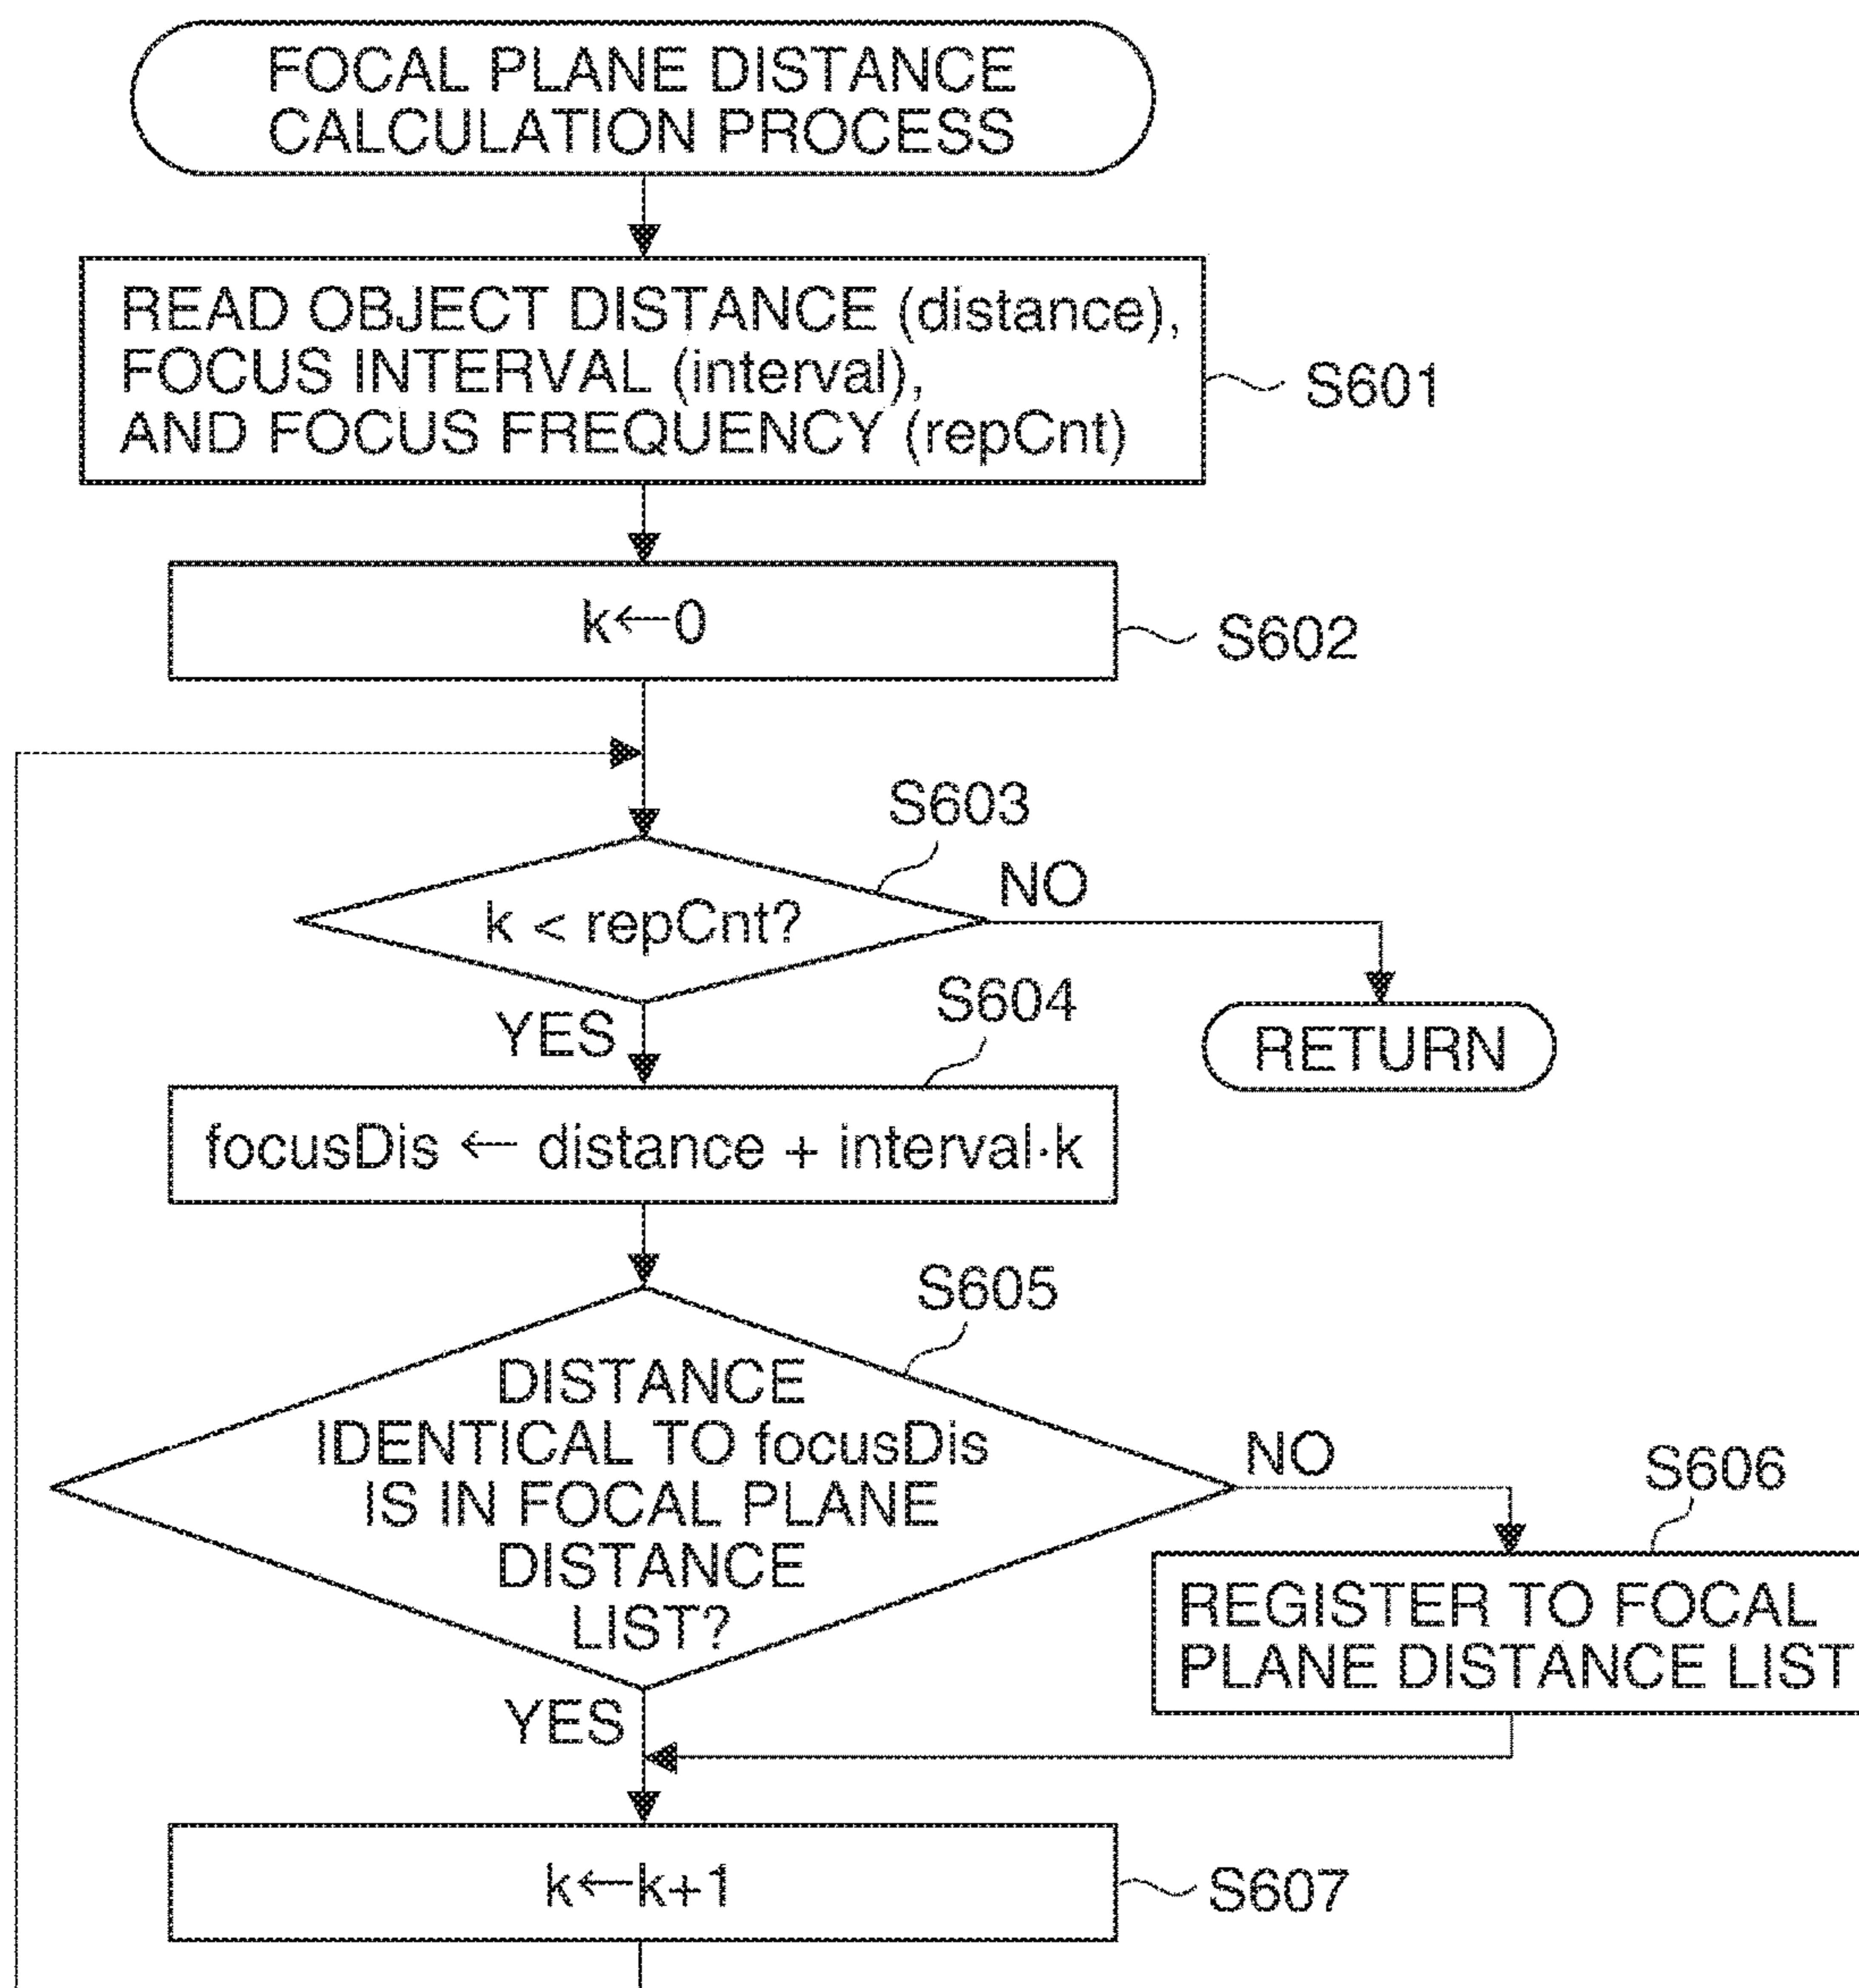 FOCAL PLANE DISTANCE
CALCULATION PROCESS
READ OBJECT DISTANCE (distance),
FOCUS INTERVAL (interval),
AND FOCUS FREQUENCY (repCnt)
S601
k←0
S602
S603
k < repCnt?
NO
RETURN
YES
S604
focusDis ← distance + interval·k
S605
DISTANCE
IDENTICAL TO focusDis
IS IN FOCAL PLANE
DISTANCE
LIST?
NO
S606
REGISTER TO FOCAL
PLANE DISTANCE LIST
YES
k←k+1
S607